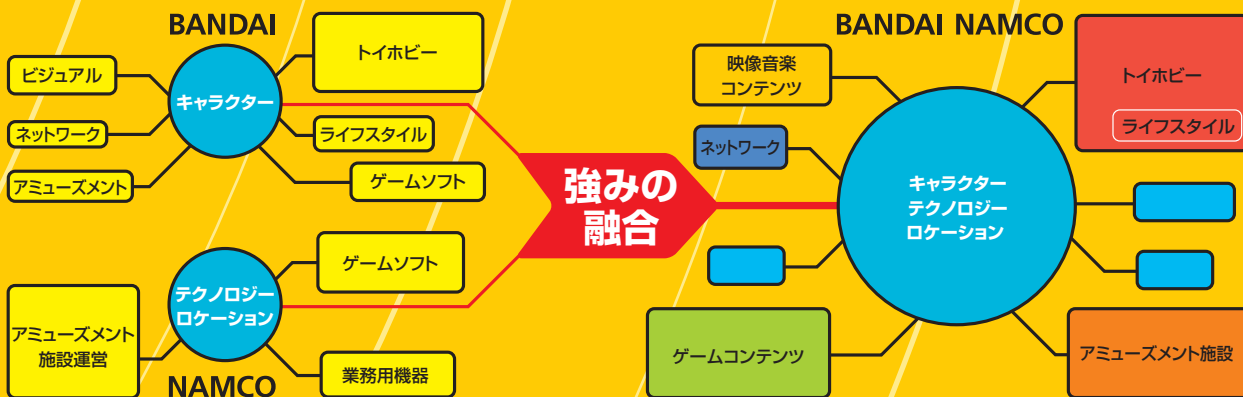 BANDAI
ビジュアル
ネットワーク
アミューズメント
キャラクター
トイホビー
ライフスタイル
ゲームソフト
アミューズメント
施設運営
テクノロジー
ロケーション
ゲームソフト
業務用機器
NAMCO
強みの
融合
BANDAI NAMCO
映像音楽
コンテンツ
ネットワーク
ゲームコンテンツ
キャラクター
テクノロジー
ロケーション
トイホビー
ライフスタイル
アミューズメント施設